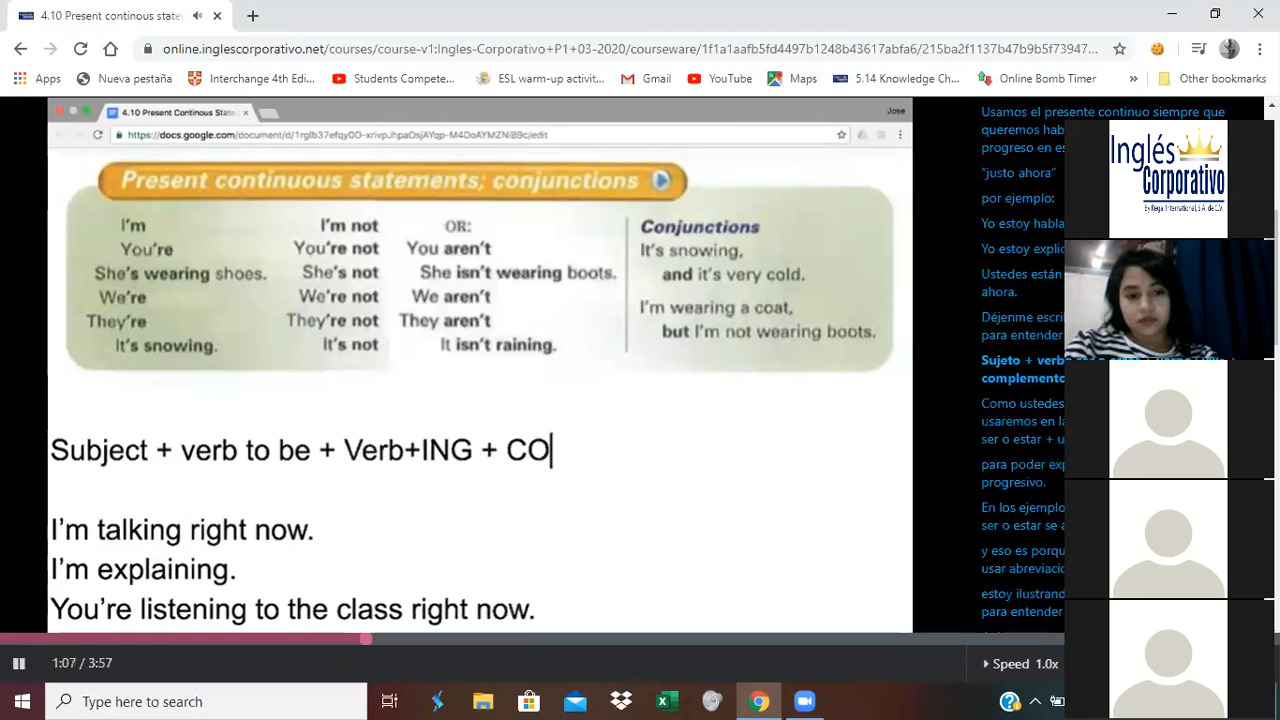 4.10 Present continuous state
online.inglescorporativo.net/courses/course-v1:Ingles-Corporativo+P1+03-2020/courseware/1f1a1aafb5fd4497b1248b43617abfa6/215ba2f1137b47b9b5f73947...
Apps Nueva pestaña Interchange 4th Edi... Students Compete... ESL warm-up activit... Gmail YouTube Maps 5.14 Knowledge Ch... Online Bomb Timer » Other bookmarks
4.10 Present Continous State Jose
https://docs.google.com/document/d/
Present continuous statements; conjunctions
I'm I'm not OR: Conjunctions
You're You're not You aren't It's snowing,
She's wearing shoes. She's not She isn't wearing boots. and it's very cold.
We're We're not We aren't I'm wearing a coat,
They're They're not They aren't but I'm not wearing boots.
It's snowing. It's not It isn't raining.
Subject + verb to be + Verb+ING + CO
I'm talking right now.
I'm explaining.
You're listening to the class right now.
Usamos el presente continuo siempre que
queremos hab
progreso en es
"justo ahora"
por ejemplo:
Yo estoy habla
Yo estoy explic
Ustedes están
ahora.
Déjenme escri
para entender
Sujeto + verb
complemento
Como ustedes
usaremos en la
ser o estar + u
para poder exp
progresivo.
En los ejemplo
ser o estar se a
y eso es porqu
usar abreviacio
estoy ilustrand
para entender
Inglés
Corporativo
1:07 / 3:57 Speed 1.0x
Type here to search